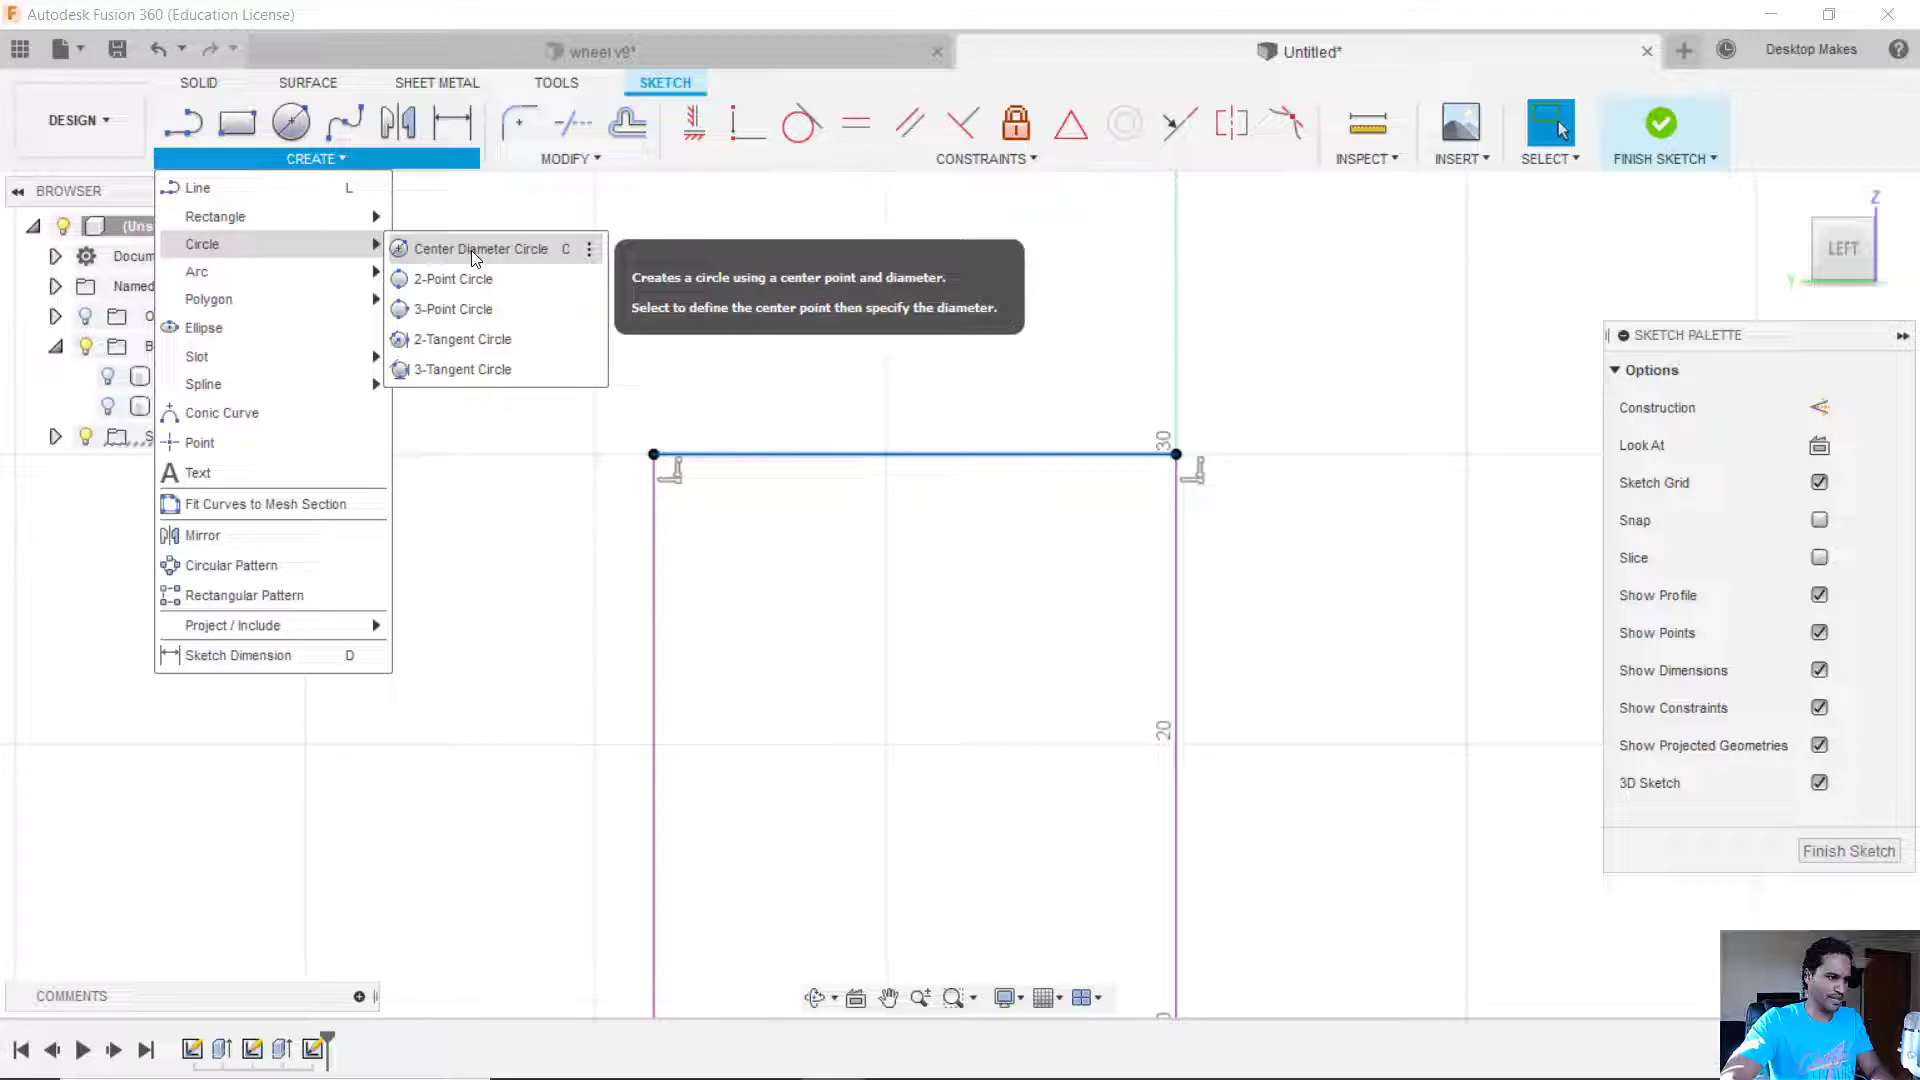 Autodesk Fusion 360 (Education License)
wheel v9*
Untitled*
Desktop Makes
SOLID
SURFACE
SHEET METAL
TOOLS
SKETCH
DESIGN
CREATE
MODIFY
CONSTRAINTS
INSPECT
INSERT
SELECT
FINISH SKETCH
BROWSER
(Uns
Docum
Named
O
B
S
Line L
Rectangle
Circle
Arc
Polygon
Ellipse
Slot
Spline
Conic Curve
Point
Text
Fit Curves to Mesh Section
Mirror
Circular Pattern
Rectangular Pattern
Project / Include
Sketch Dimension D
Center Diameter Circle C
2-Point Circle
3-Point Circle
2-Tangent Circle
3-Tangent Circle
Creates a circle using a center point and diameter.
Select to define the center point then specify the diameter.
30
20
Z
LEFT
Y
SKETCH PALETTE
Options
Construction
Look At
Sketch Grid
Snap
Slice
Show Profile
Show Points
Show Dimensions
Show Constraints
Show Projected Geometries
3D Sketch
Finish Sketch
COMMENTS